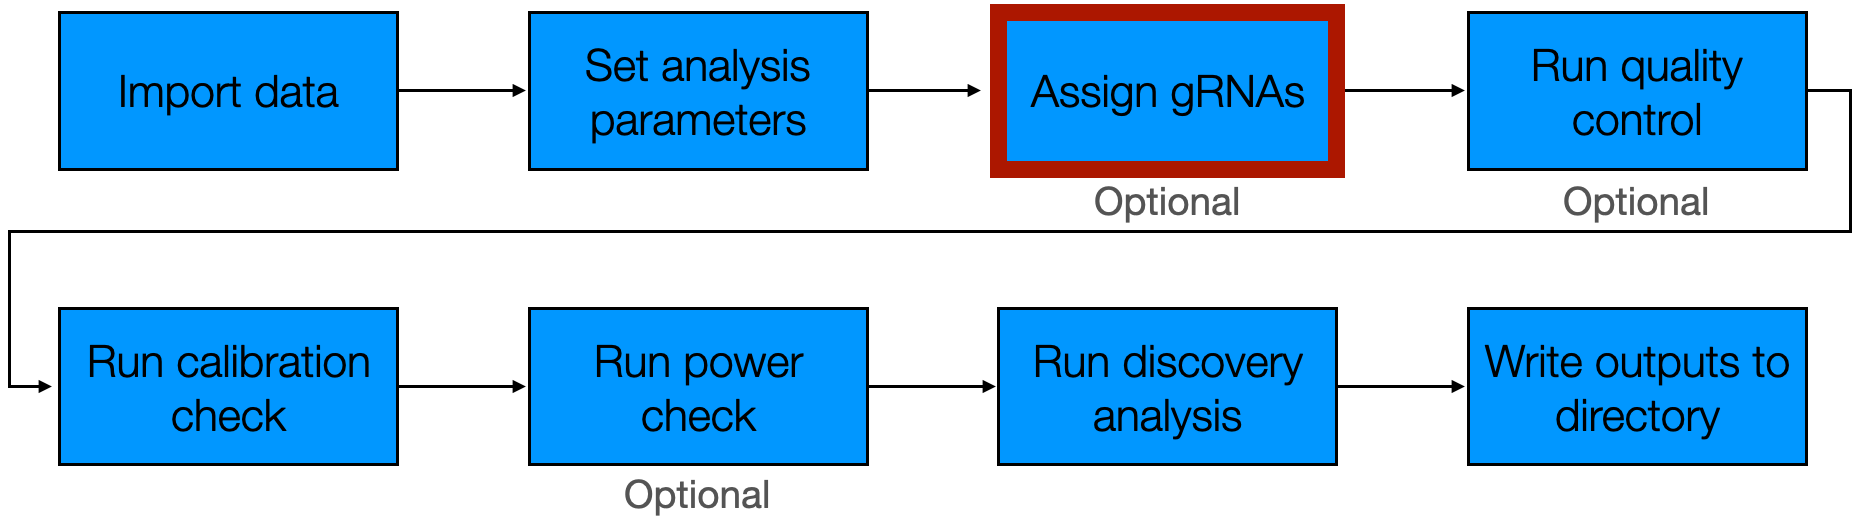 Import data
Set analysis
parameters
Assign gRNAs
Optional
Run quality
control
Optional
Run calibration
check
Run power
check
Optional
Run discovery
analysis
Write outputs to
directory